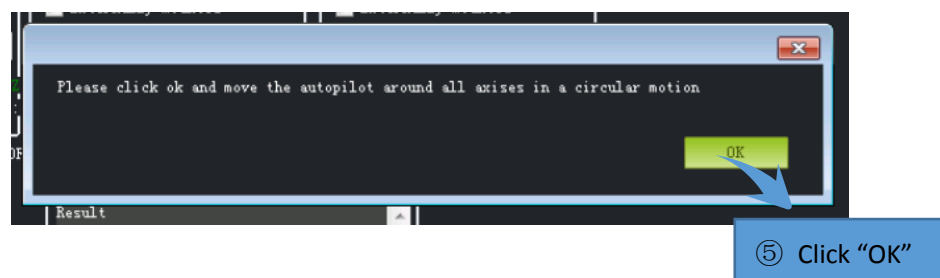 Please click ok and move the autopilot around all axises in a circular motion
OK
Result
⑤ Click “OK”